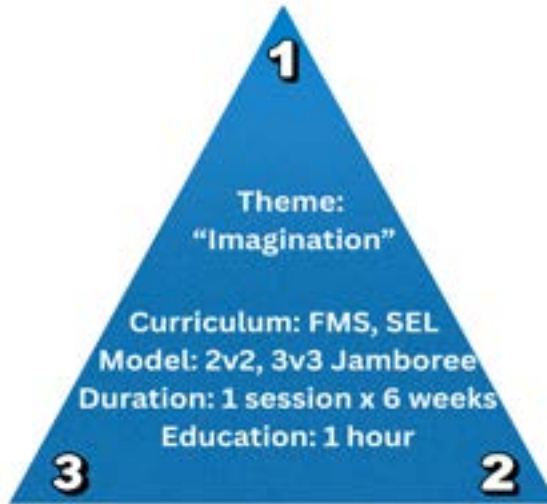 1
Theme:
“Imagination”
Curriculum: FMS, SEL
Model: 2v2, 3v3 Jamboree
Duration: 1 session x 6 weeks
Education: 1 hour
3
2